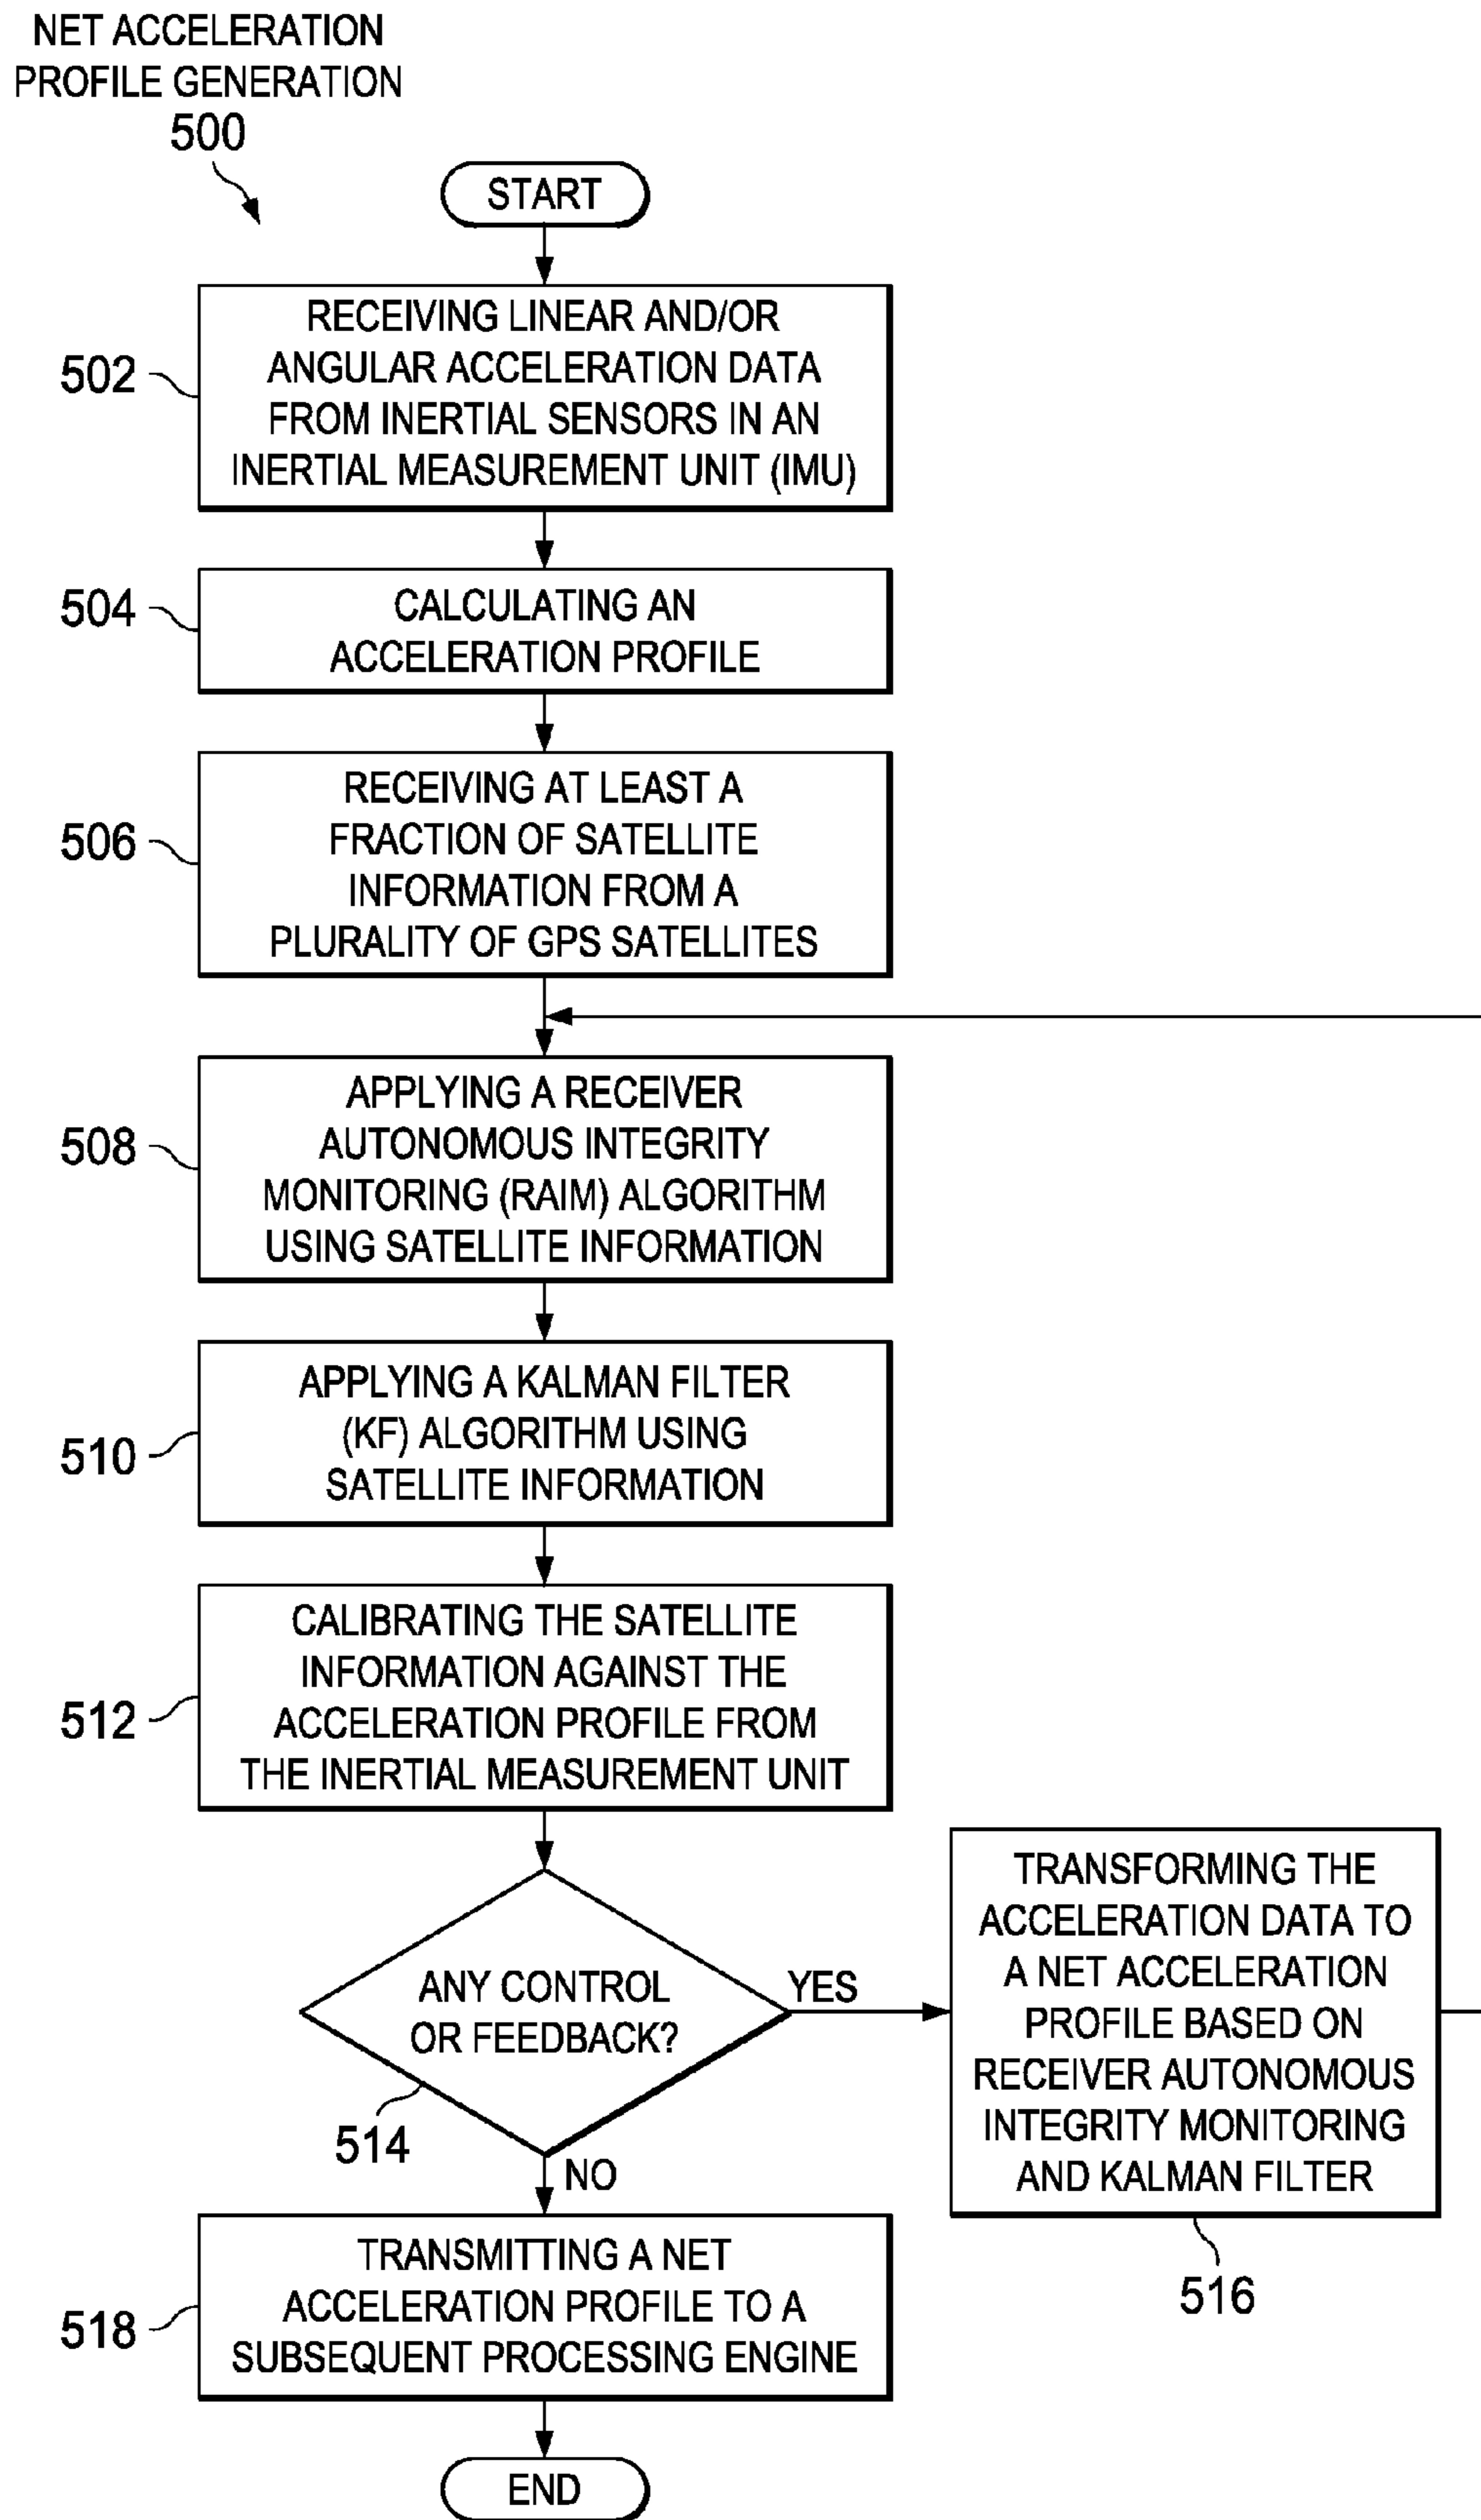 NET ACCELERATION
PROFILE GENERATION
500
START
502
RECEIVING LINEAR AND/OR
ANGULAR ACCELERATION DATA
FROM INERTIAL SENSORS IN AN
INERTIAL MEASUREMENT UNIT (IMU)
504
CALCULATING AN
ACCELERATION PROFILE
506
RECEIVING AT LEAST A
FRACTION OF SATELLITE
INFORMATION FROM A
PLURALITY OF GPS SATELLITES
508
APPLYING A RECEIVER
AUTONOMOUS INTEGRITY
MONITORING (RAIM) ALGORITHM
USING SATELLITE INFORMATION
510
APPLYING A KALMAN FILTER
(KF) ALGORITHM USING
SATELLITE INFORMATION
512
CALIBRATING THE SATELLITE
INFORMATION AGAINST THE
ACCELERATION PROFILE FROM
THE INERTIAL MEASUREMENT UNIT
ANY CONTROL
OR FEEDBACK?
514
YES
NO
TRANSFORMING THE
ACCELERATION DATA TO
A NET ACCELERATION
PROFILE BASED ON
RECEIVER AUTONOMOUS
INTEGRITY MONITORING
AND KALMAN FILTER
516
518
TRANSMITTING A NET
ACCELERATION PROFILE TO A
SUBSEQUENT PROCESSING ENGINE
END